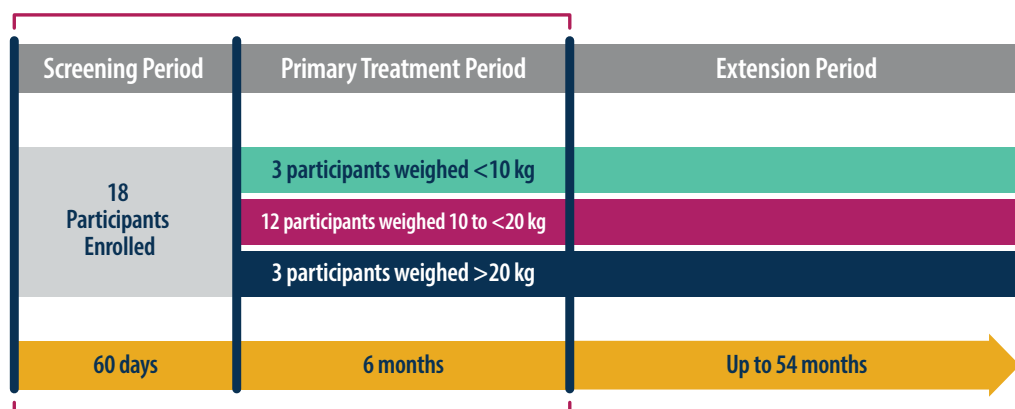 Screening Period
Primary Treatment Period
Extension Period
18
Participants
Enrolled
3 participants weighed <10 kg
12 participants weighed 10 to <20 kg
3 participants weighed >20 kg
60 days
6 months
Up to 54 months